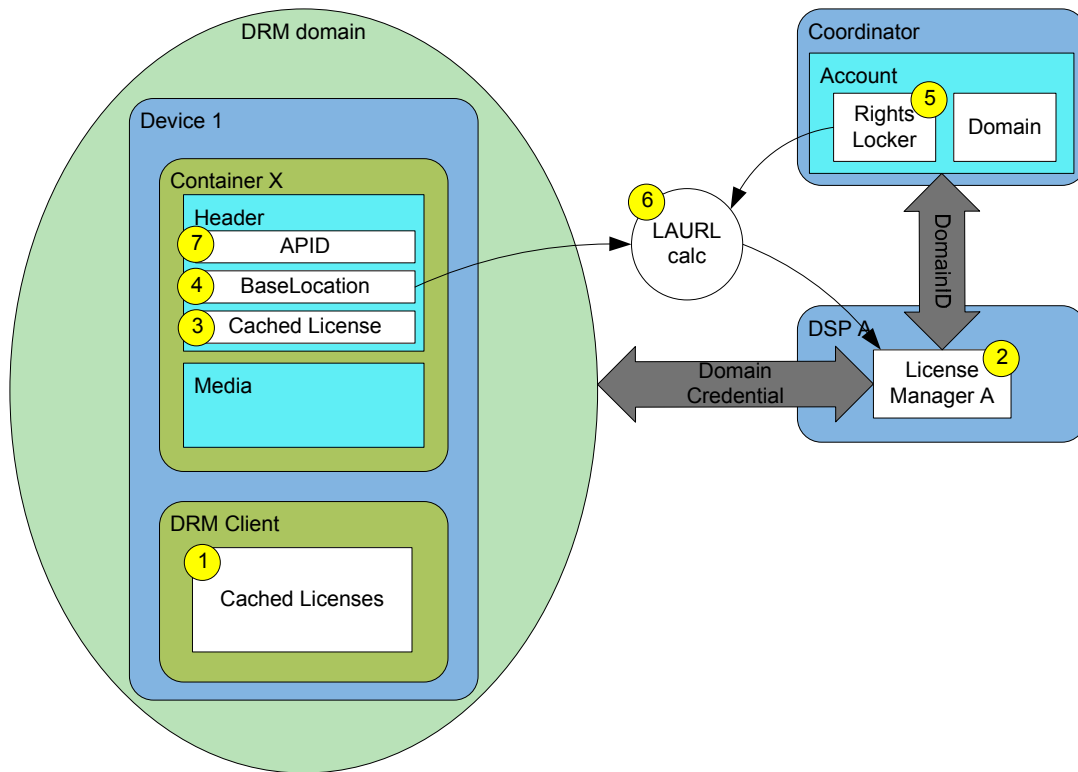 DRM domain
Device 1
Container X
Header
7
APID
4
BaseLocation
3
Cached License
Media
DRM Client
1
Cached Licenses
6
LAURL
calc
Coordinator
Account
5
Rights
Locker
Domain
DomainID
Domain
Credential
DSP A
2
License
Manager A